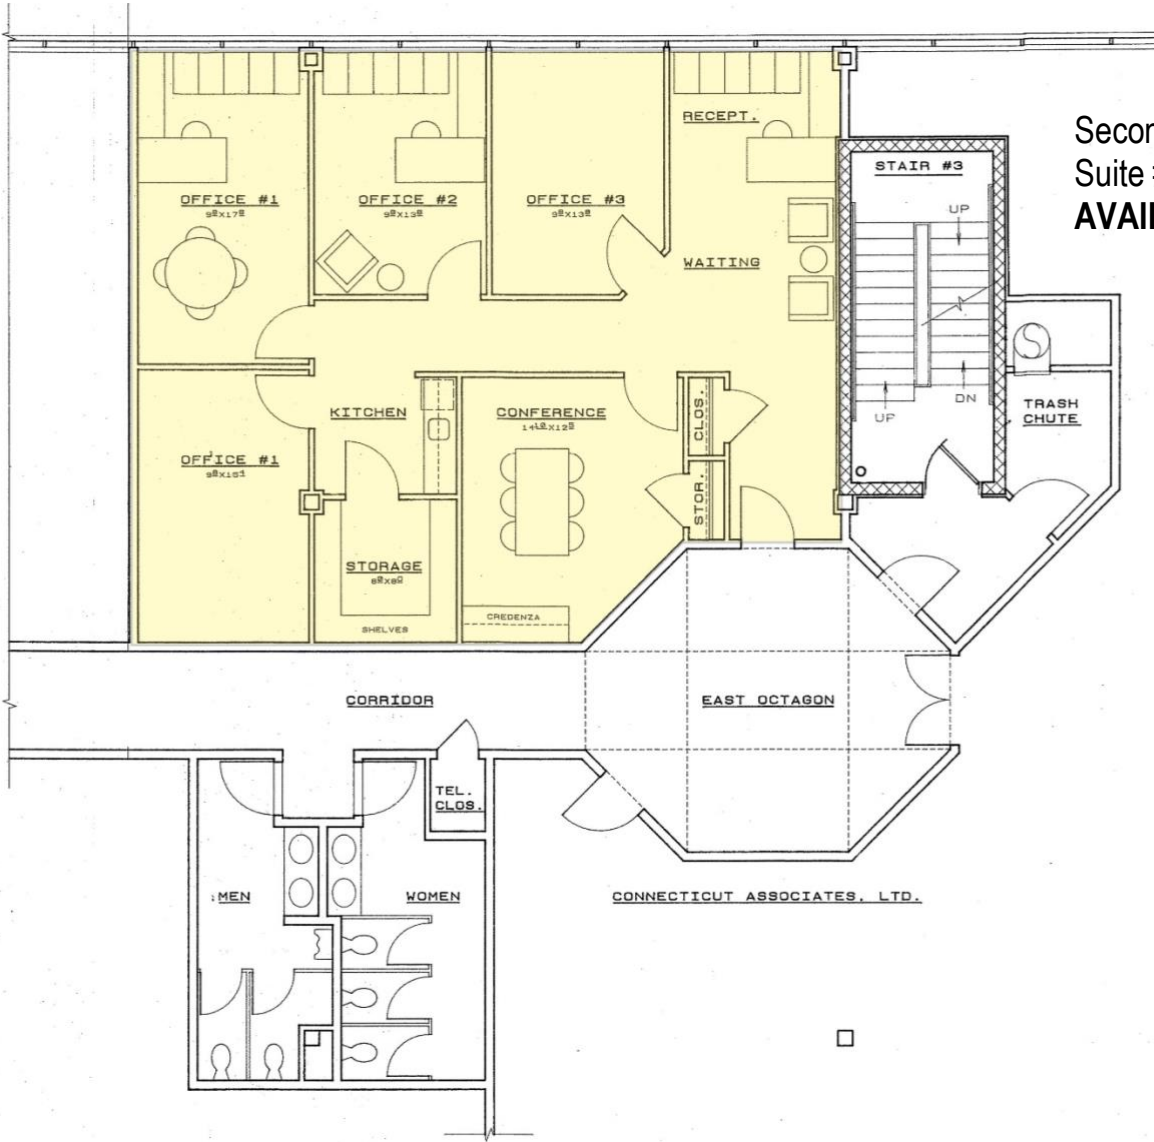 RECEPT.
Secon
STAIR #3
Suite
AVAI
OFFICE #1
OFFICE #2
OFFICE #3
UP
WAITING
TRASH
CHUTE
UP
DN
KITCHEN
CONFERENCE
CLOS.
OFFICE #1
STOR.
STORAGE
CREDENZA
SHELVES
CORRIDOR
EAST OCTAGON
TEL.
CLOS.
MEN
WOMEN
CONNECTICUT ASSOCIATES, LTD.